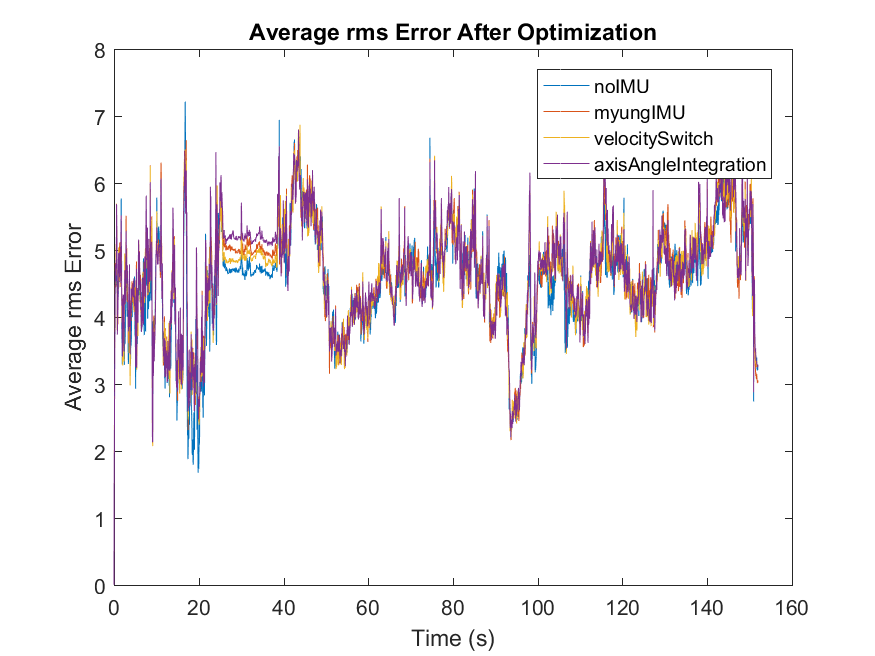 Average rms Error After Optimization
8
7
6
5
4
3
2
1
0
Average rms Error
noIMU
myungIMU
velocitySwitch
axisAngleIntegration
0 20 40 60 80 100 120 140 160
Time (s)